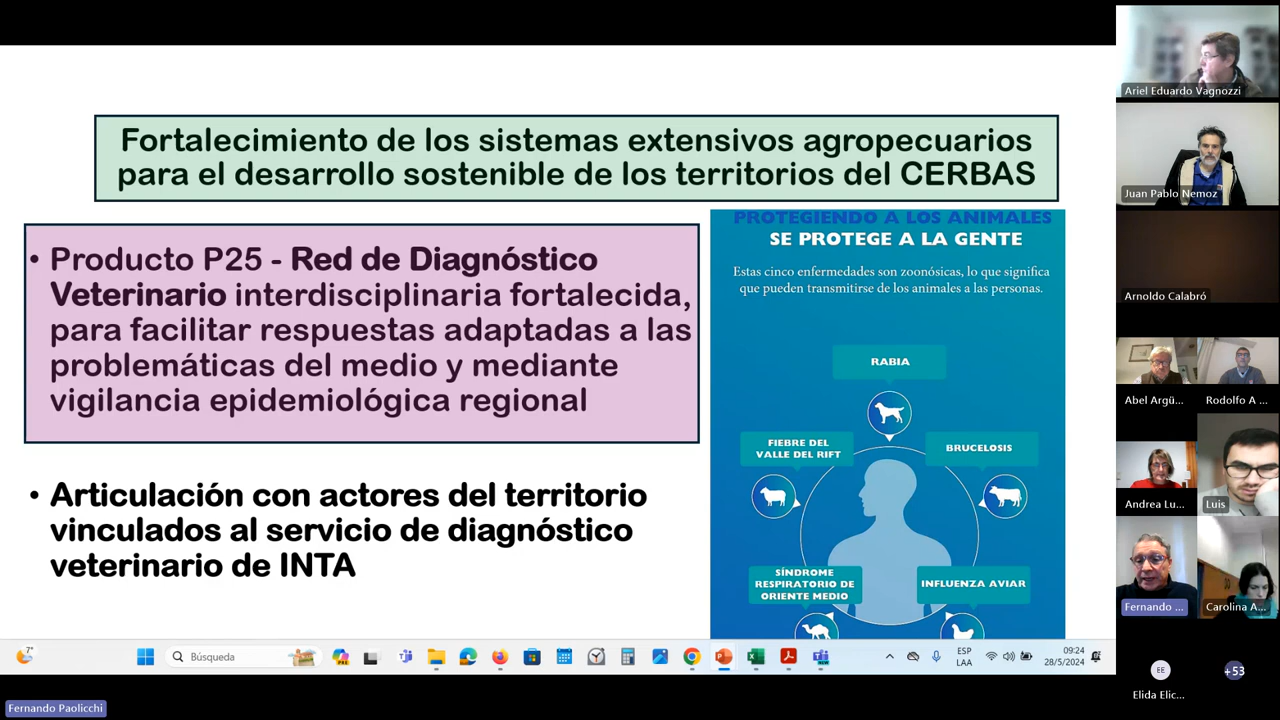 Fortalecimiento de los sistemas extensivos agropecuarios
para el desarrollo sostenible de los territorios del CERBAS
• Producto P25 - Red de Diagnóstico
Veterinario interdisciplinaria fortalecida,
para facilitar respuestas adaptadas a las
problemáticas del medio y mediante
vigilancia epidemiológica regional
• Articulación con actores del territorio
vinculados al servicio de diagnóstico
veterinario de INTA
PROTEGIENDO A LOS ANIMALES
SE PROTEGE A LA GENTE
Estas cinco enfermedades son zoonósicas, lo que significa
que pueden transmitirse de los animales a las personas.
RABIA
FIEBRE DEL
VALLE DEL RIFT
BRUCELOSIS
SÍNDROME
RESPIRATORIO DE
ORIENTE MEDIO
INFLUENZA AVIAR
7°
Búsqueda
ESP
LAA
09:24
28/5/2024
Fernando Paolicchi
Ariel Eduardo Vagnozzi
Juan Pablo Nemoz
Arnoldo Calabró
Abel Argü...
Rodolfo A ...
Andrea Lu...
Luis
Fernando ...
Carolina A...
EE
Elida Elic...
+53